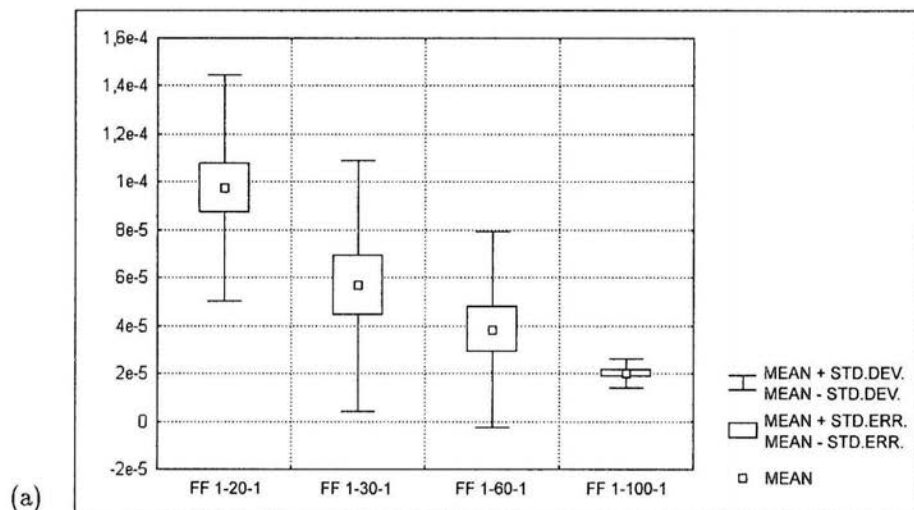 1,6e-4
1,4e-4
1,2e-4
1e-4
8e-5
6e-5
4e-5
2e-5
0
-2e-5
FF 1-20-1 FF 1-30-1 FF 1-60-1 FF 1-100-1
MEAN + STD.DEV.
MEAN - STD.DEV.
MEAN + STD.ERR.
MEAN - STD.ERR.
MEAN
(a)